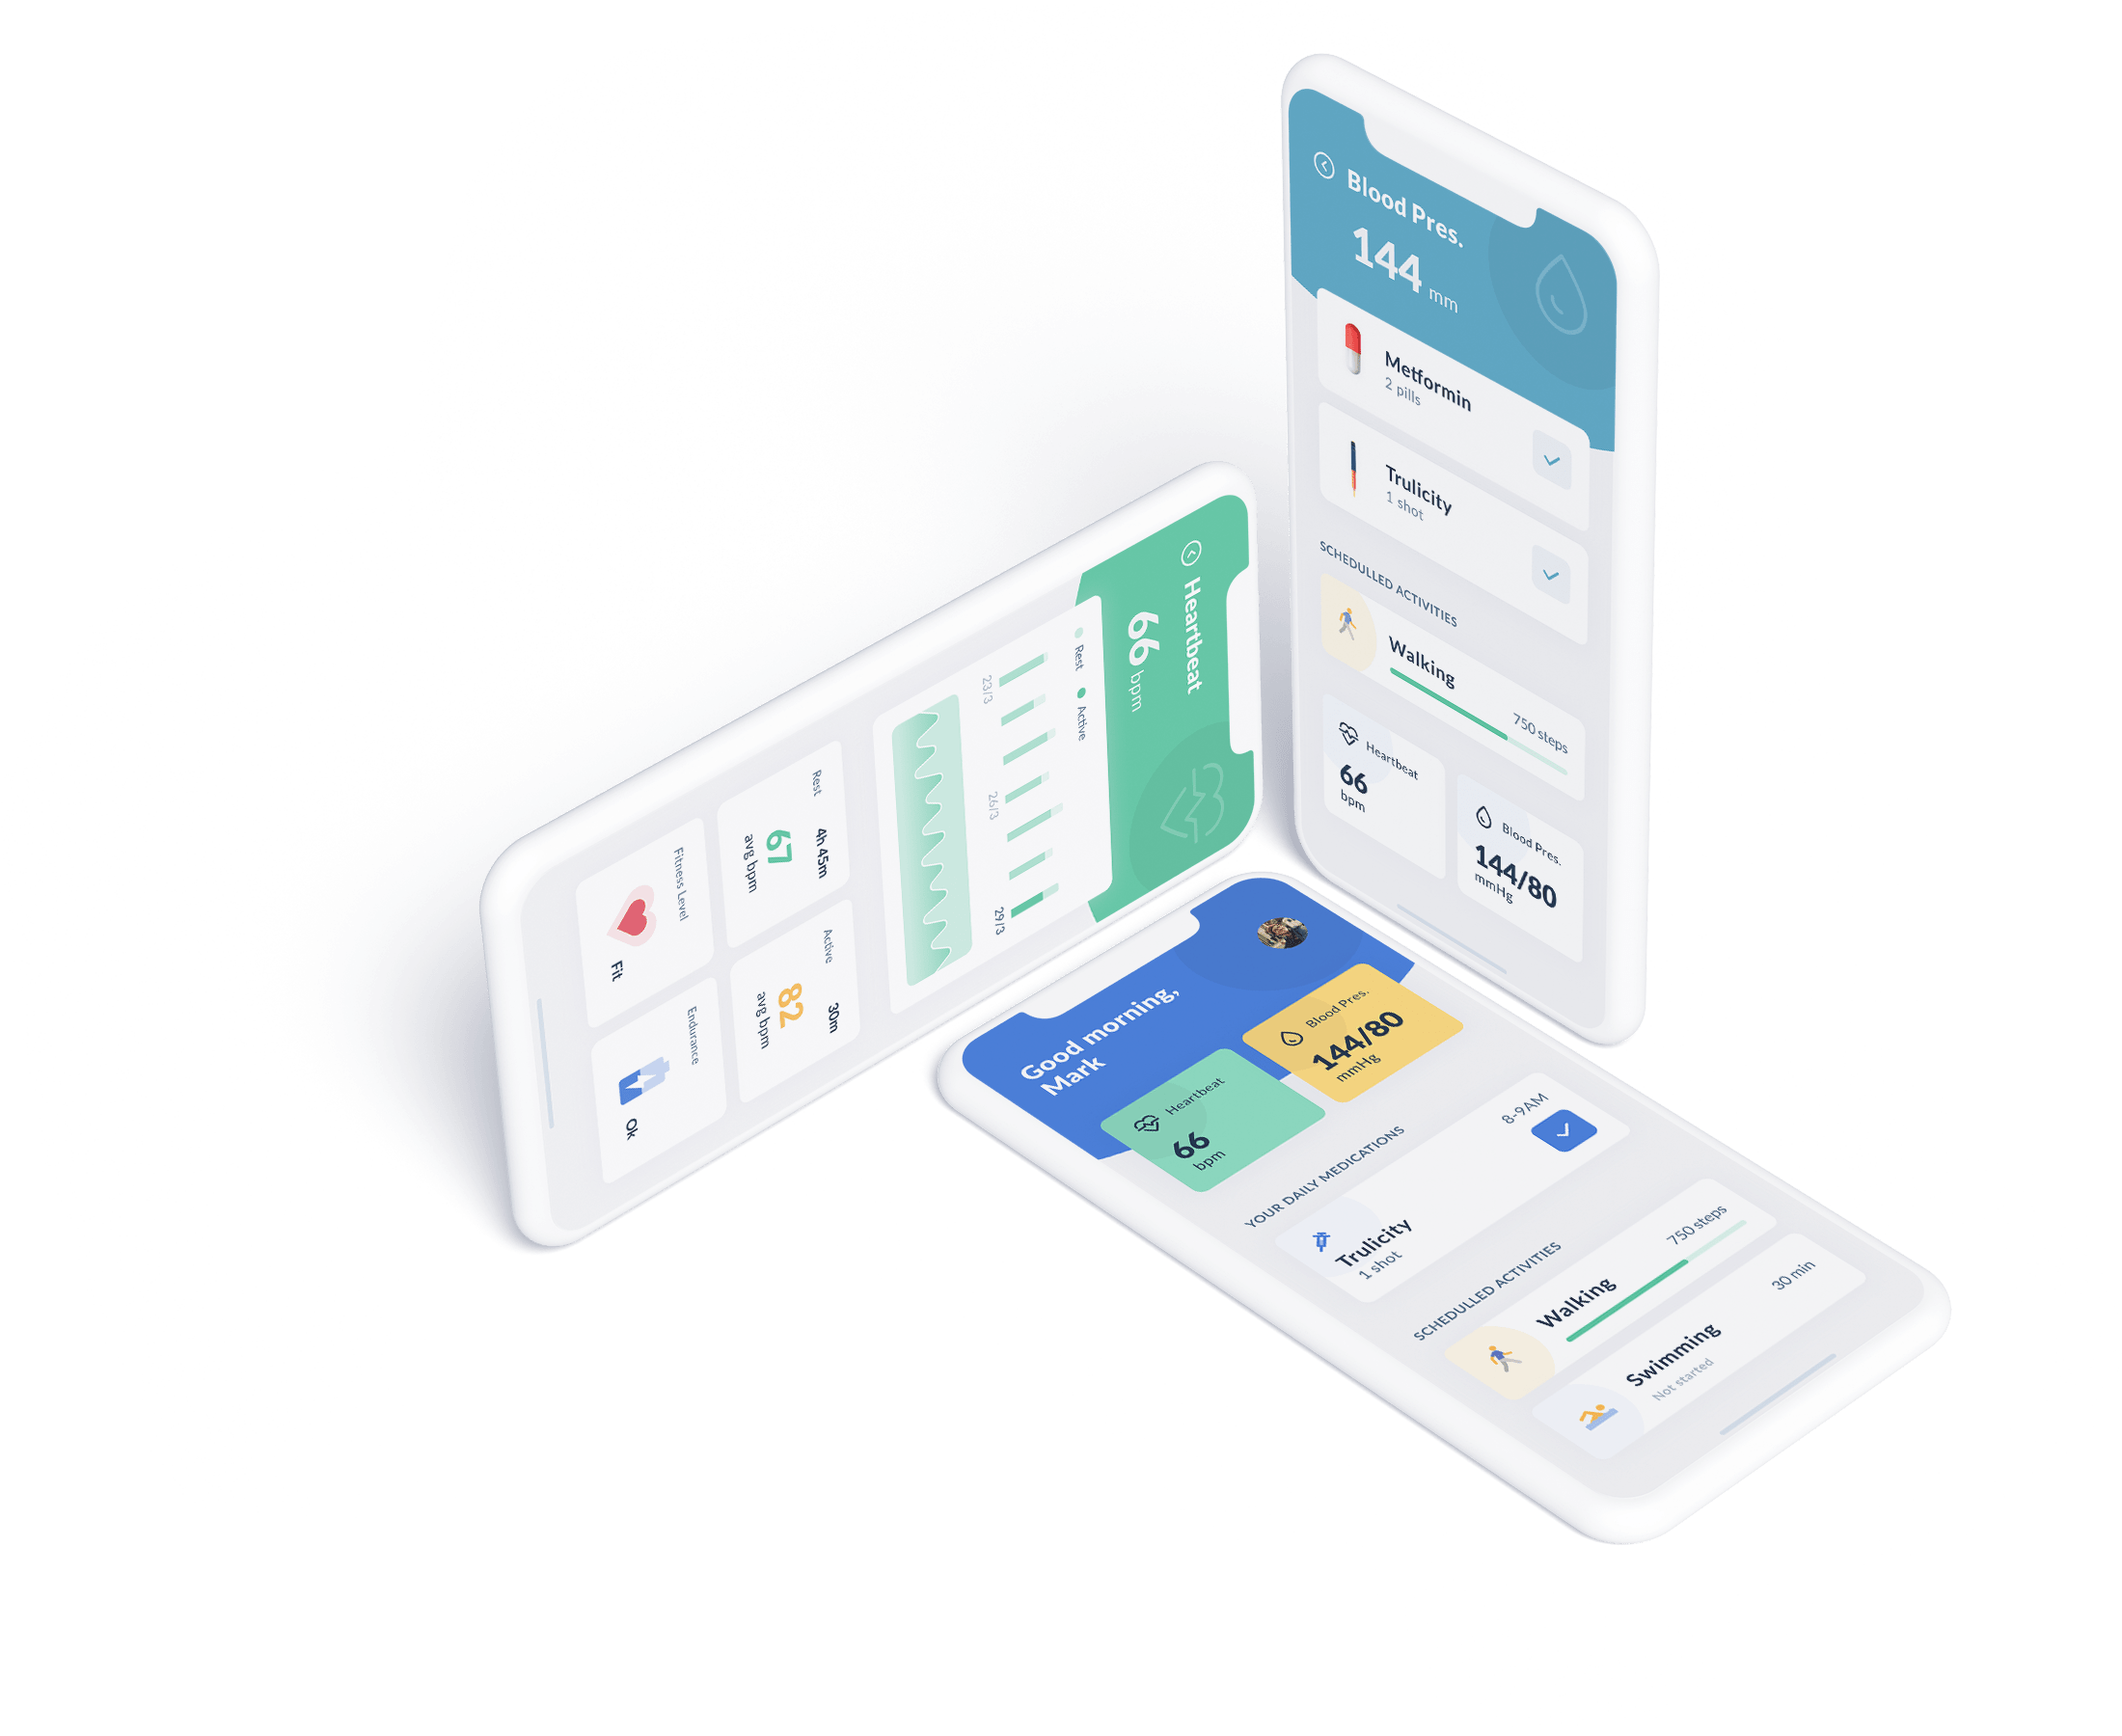 Blood Pres.
144 mm
Metformin
2 pills
Trulicity
1 shot
SCHEDULLED ACTIVITIES
Walking
750 steps
Heartbeat
66
bpm
Blood Pres.
144/80
mmHg
Heartbeat
66 bpm
Rest Active
23/3 26/3 29/3
Rest 4h 45m
67
avg bpm
Active 30m
82
avg bpm
Fitness Level
Fit
Endurance
Ok
Good morning,
Mark
Heartbeat
66
bpm
Blood Pres.
144/80
mmHg
YOUR DAILY MEDICATIONS
8-9AM
Trulicity
1 shot
SCHEDULLED ACTIVITIES
Walking
750 steps
Swimming
Not started
30 min